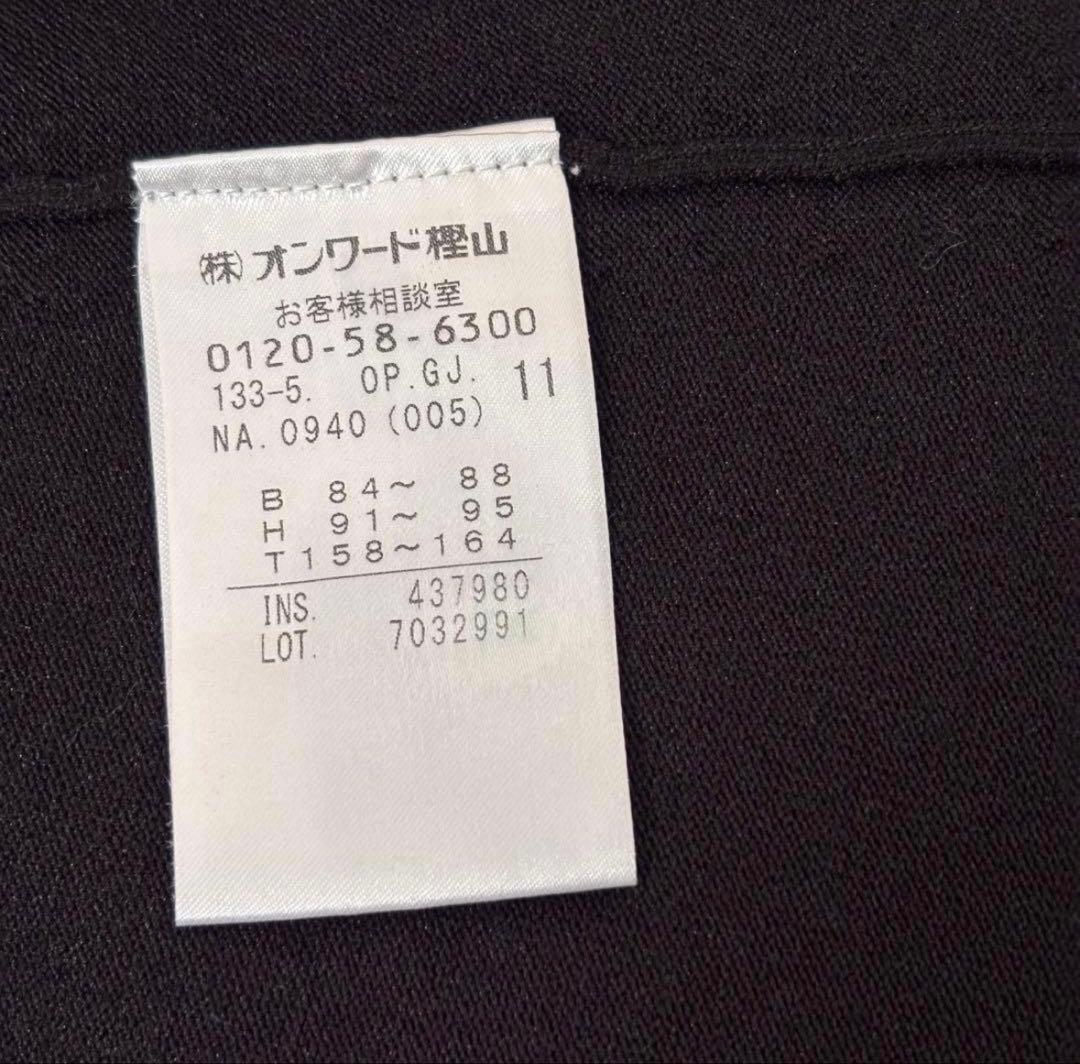 (株)オンワード樫山
お客様相談室
0120-58-6300
133-5. OP.GJ. 11
NA.0940(005)
B 84～ 88
H 91～ 95
T158～164
INS. 437980
LOT. 7032991